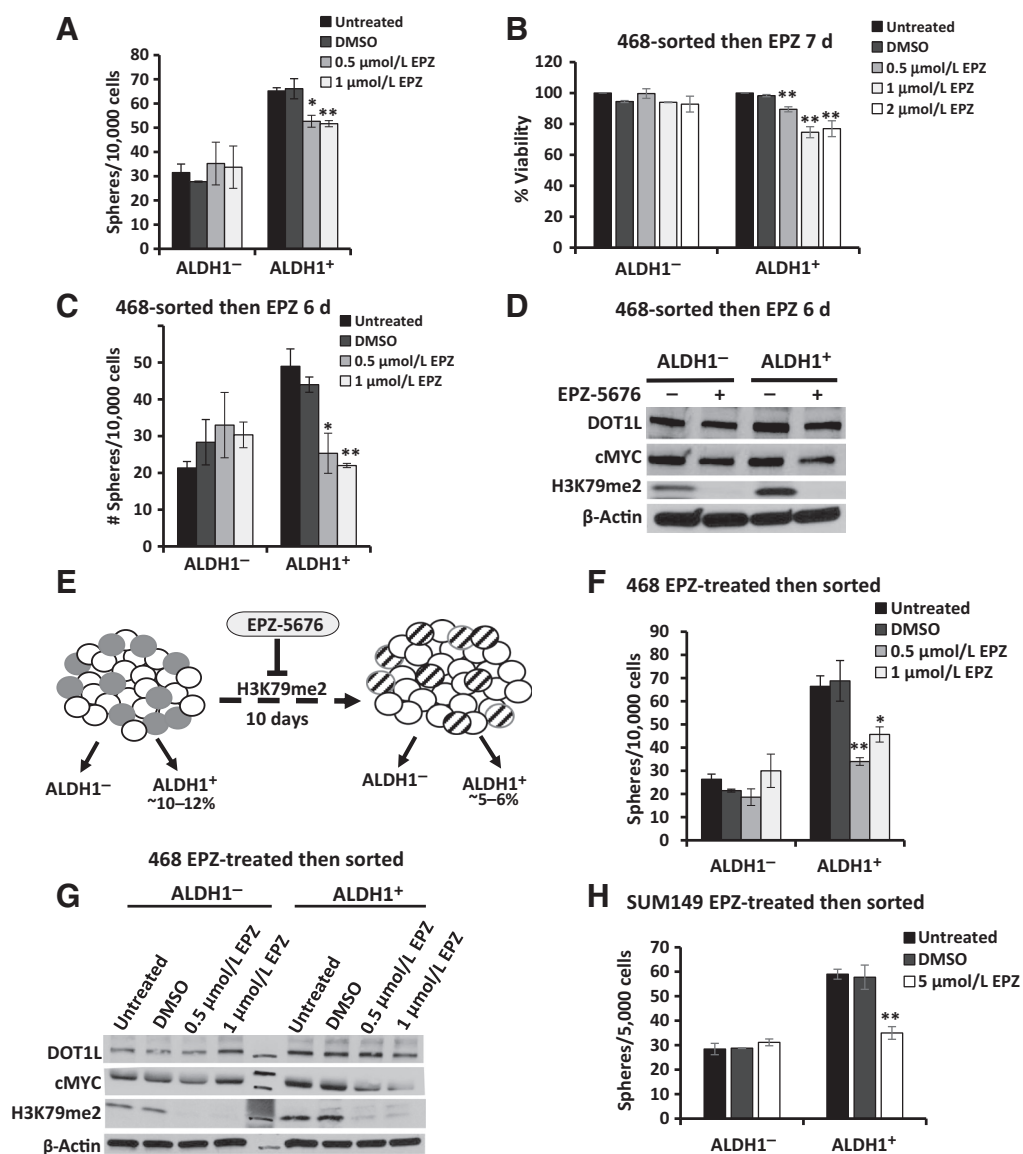 A
Untreated
DMSO
0.5 µmol/L EPZ
1 µmol/L EPZ
Spheres/10,000 cells
80
70
60
50
40
30
20
10
0
* **
ALDH1− ALDH1+
B
468-sorted then EPZ 7 d
Untreated
DMSO
0.5 µmol/L EPZ
1 µmol/L EPZ
2 µmol/L EPZ
% Viability
120
100
80
60
40
20
0
** ** **
ALDH1− ALDH1+
C
468-sorted then EPZ 6 d
Untreated
DMSO
0.5 µmol/L EPZ
1 µmol/L EPZ
# Spheres/10,000 cells
50
40
30
20
10
0
* **
ALDH1− ALDH1+
D
468-sorted then EPZ 6 d
ALDH1− ALDH1+
EPZ-5676 − + − +
DOT1L
cMYC
H3K79me2
β-Actin
E
EPZ-5676
H3K79me2
10 days
ALDH1− ALDH1+
~10–12%
ALDH1− ALDH1+
~5–6%
F
468 EPZ-treated then sorted
Untreated
DMSO
0.5 µmol/L EPZ
1 µmol/L EPZ
Spheres/10,000 cells
90
80
70
60
50
40
30
20
10
0
** *
ALDH1− ALDH1+
468 EPZ-treated then sorted
G
ALDH1− ALDH1+
Untreated DMSO 0.5 µmol/L EPZ 1 µmol/L EPZ Untreated DMSO 0.5 µmol/L EPZ 1 µmol/L EPZ
DOT1L
cMYC
H3K79me2
β-Actin
H
SUM149 EPZ-treated then sorted
Untreated
DMSO
5 µmol/L EPZ
Spheres/5,000 cells
70
60
50
40
30
20
10
0
**
ALDH1− ALDH1+